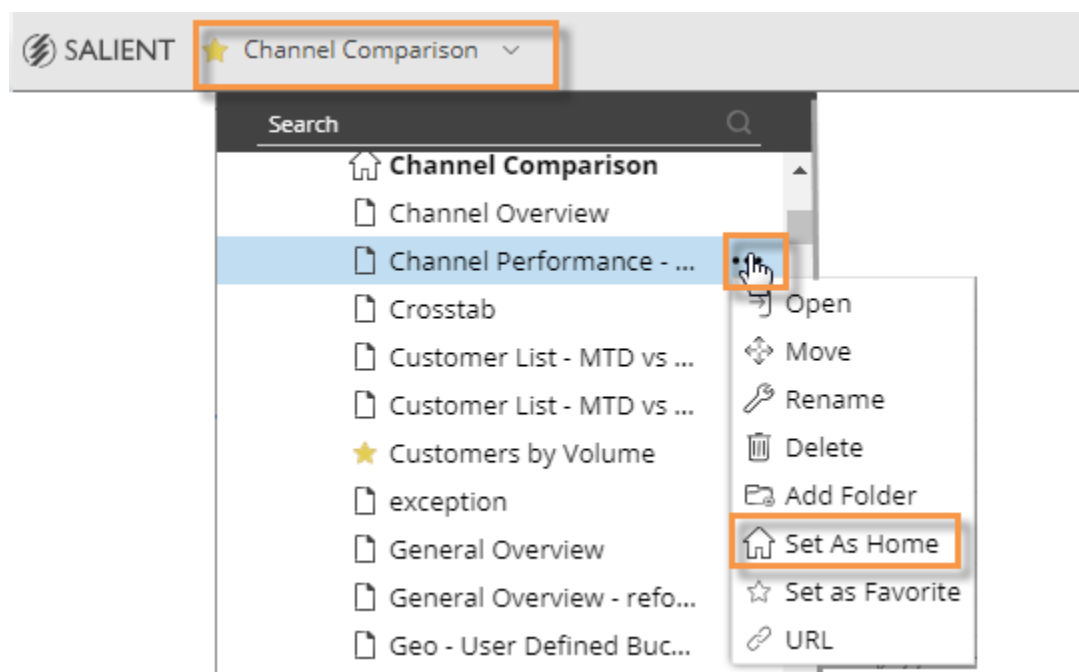 SALIENT
Channel Comparison
Search
Channel Comparison
Channel Overview
Channel Performance - ...
Crosstab
Customer List - MTD vs ...
Customer List - MTD vs ...
Customers by Volume
exception
General Overview
General Overview - refo...
Geo - User Defined Buc...
Open
Move
Rename
Delete
Add Folder
Set As Home
Set as Favorite
URL